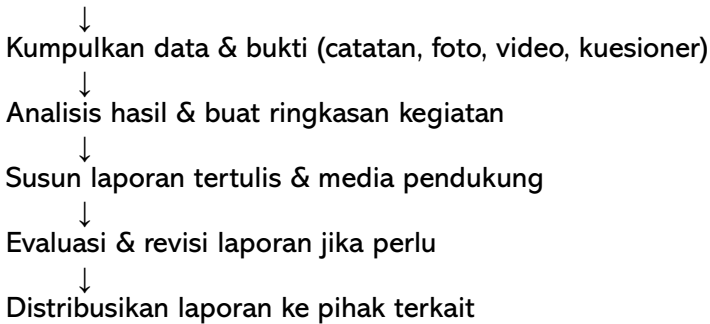 ↓
Kumpulkan data & bukti (catatan, foto, video, kuesioner)
↓
Analisis hasil & buat ringkasan kegiatan
↓
Susun laporan tertulis & media pendukung
↓
Evaluasi & revisi laporan jika perlu
↓
Distribusikan laporan ke pihak terkait